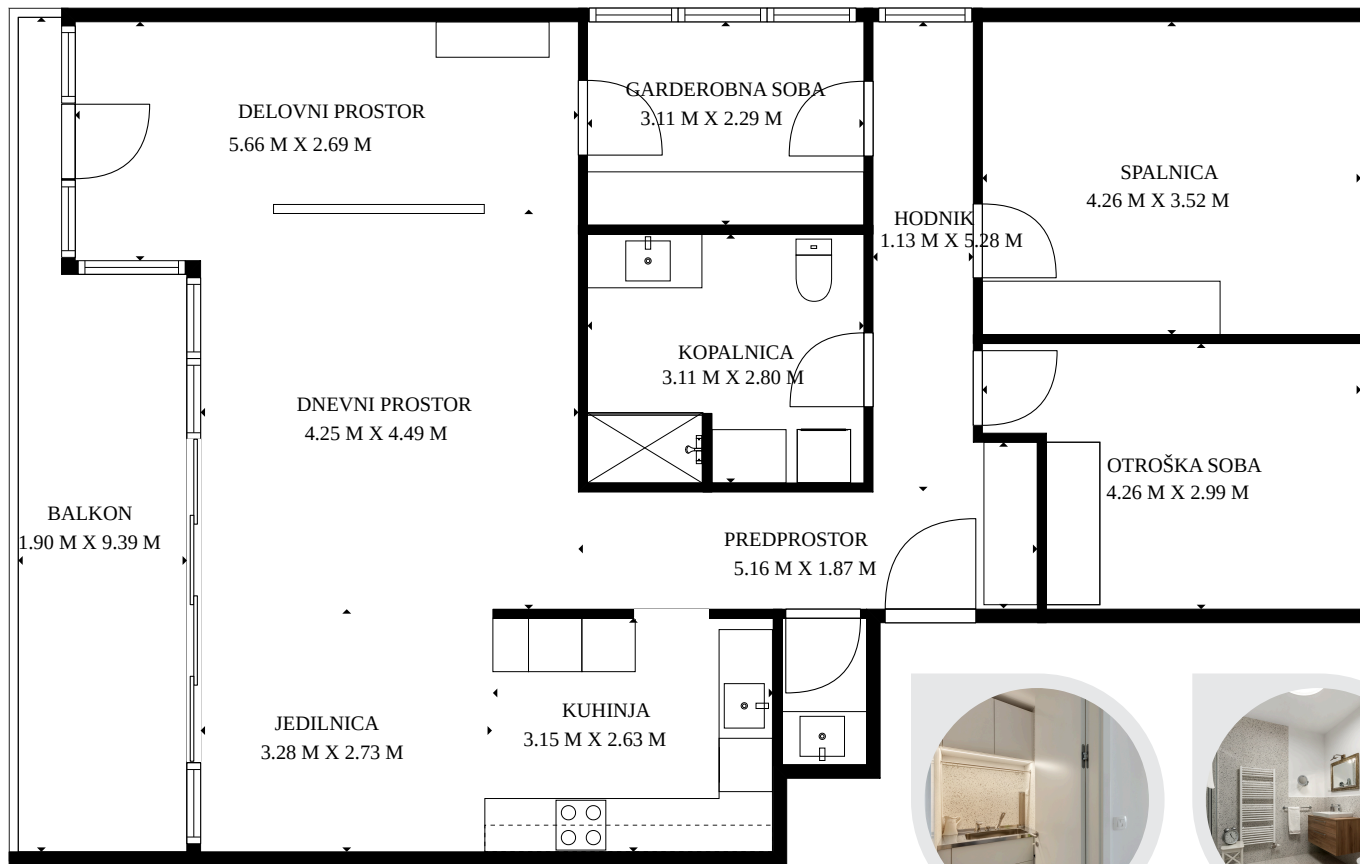 DELOVNI PROSTOR
5.66 M X 2.69 M
GARDEROBNA SOBA
3.11 M X 2.29 M
SPALNICA
4.26 M X 3.52 M
HODNIK
1.13 M X 5.28 M
KOPALNICA
3.11 M X 2.80 M
DNEVNI PROSTOR
4.25 M X 4.49 M
OTROŠKA SOBA
4.26 M X 2.99 M
BALKON
1.90 M X 9.39 M
PREDPROSTOR
5.16 M X 1.87 M
JEDILNICA
3.28 M X 2.73 M
KUHINJA
3.15 M X 2.63 M